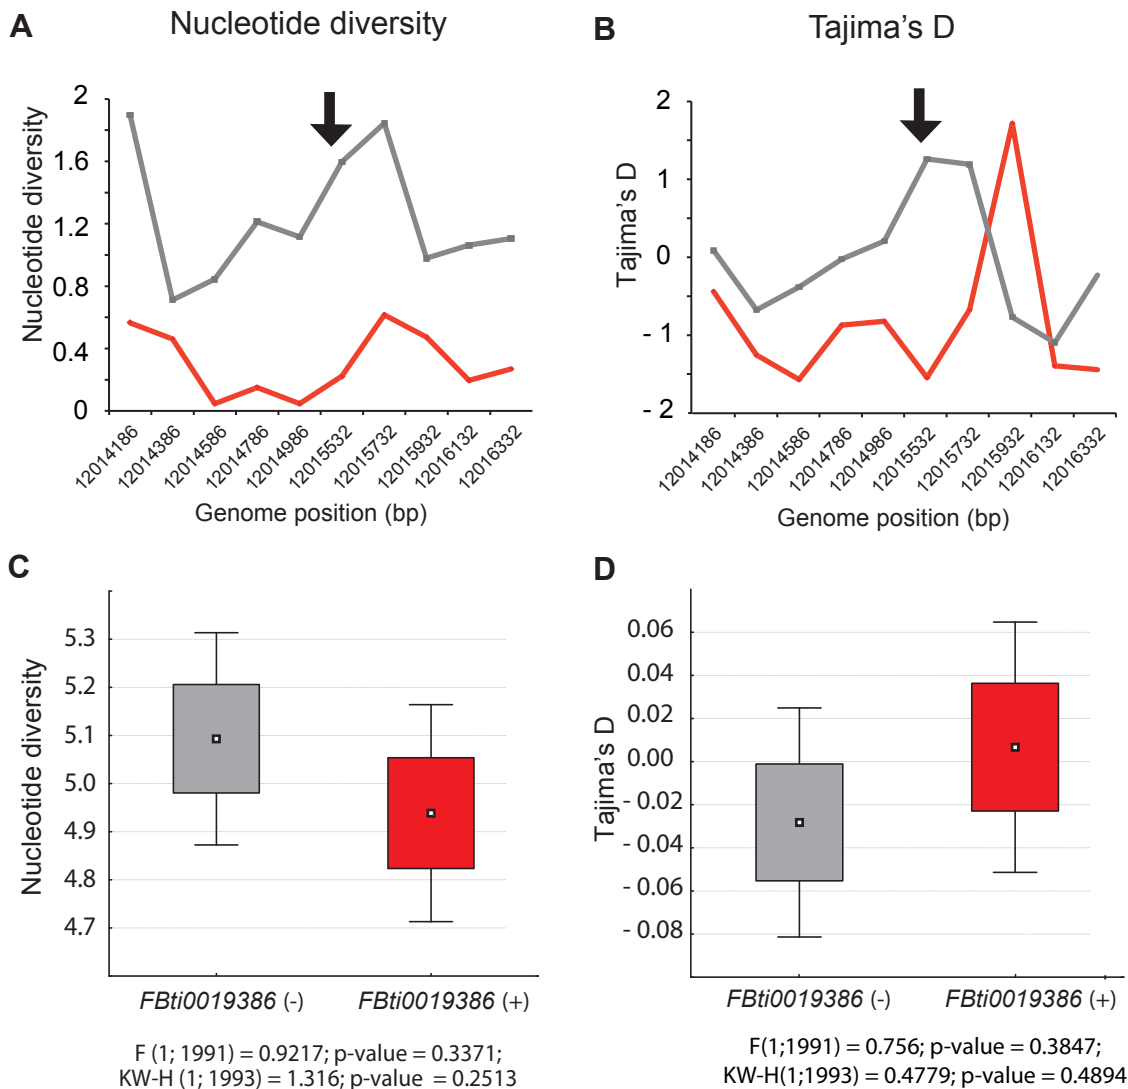 A
Nucleotide diversity
Nucleotide diversity
2
1.6
1.2
0.8
0.4
0
12014186
12014386
12014586
12014786
12014986
12015532
12015732
12015932
12016132
12016332
Genome position (bp)
B
Tajima's D
Tajima's D
2
1
0
- 1
- 2
12014186
12014386
12014586
12014786
12014986
12015532
12015732
12015932
12016132
12016332
Genome position (bp)
C
Nucleotide diversity
5.3
5.2
5.1
5.0
4.9
4.8
4.7
FBti0019386 (-)
FBti0019386 (+)
F (1; 1991) = 0.9217; p-value = 0.3371;
KW-H (1; 1993) = 1.316; p-value = 0.2513
D
Tajima's D
0.06
0.04
0.02
0.00
- 0.02
- 0.04
- 0.06
- 0.08
FBti0019386 (-)
FBti0019386 (+)
F(1;1991) = 0.756; p-value = 0.3847;
KW-H(1;1993) = 0.4779; p-value = 0.4894